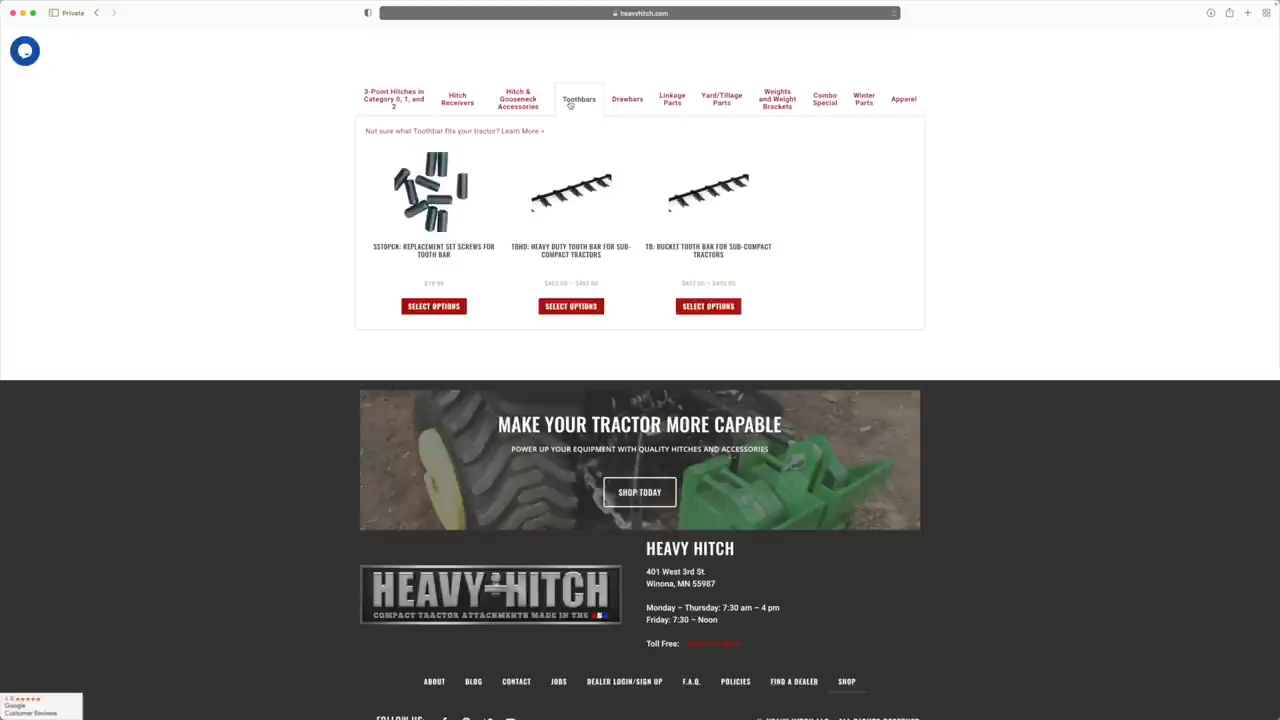 Private
heavyhitch.com
3-Point Hitches in
Category 0, 1, and
2
Hitch
Receivers
Hitch &
Gooseneck
Accessories
Toothbars
Drawbars
Linkage
Parts
Yard/Tillage
Parts
Weights
and Weight
Brackets
Combo
Special
Winter
Parts
Apparel
Not sure what Toothbar fits your tractor? Learn More >
SS10PCK: REPLACEMENT SET SCREWS FOR
TOOTH BAR
TBHD: HEAVY DUTY TOOTH BAR FOR SUB-
COMPACT TRACTORS
TB: BUCKET TOOTH BAR FOR SUB-COMPACT
TRACTORS
SELECT OPTIONS
SELECT OPTIONS
SELECT OPTIONS
MAKE YOUR TRACTOR MORE CAPABLE
POWER UP YOUR EQUIPMENT WITH QUALITY HITCHES AND ACCESSORIES
SHOP TODAY
HEAVY HITCH
COMPACT TRACTOR ATTACHMENTS MADE IN THE
HEAVY HITCH
401 West 3rd St.
Winona, MN 55987
Monday – Thursday: 7:30 am – 4 pm
Friday: 7:30 – Noon
Toll Free:
ABOUT BLOG CONTACT JOBS DEALER LOGIN/SIGN UP F.A.Q. POLICIES FIND A DEALER SHOP
4.8
Google
Customer Reviews
FOLLOW US: